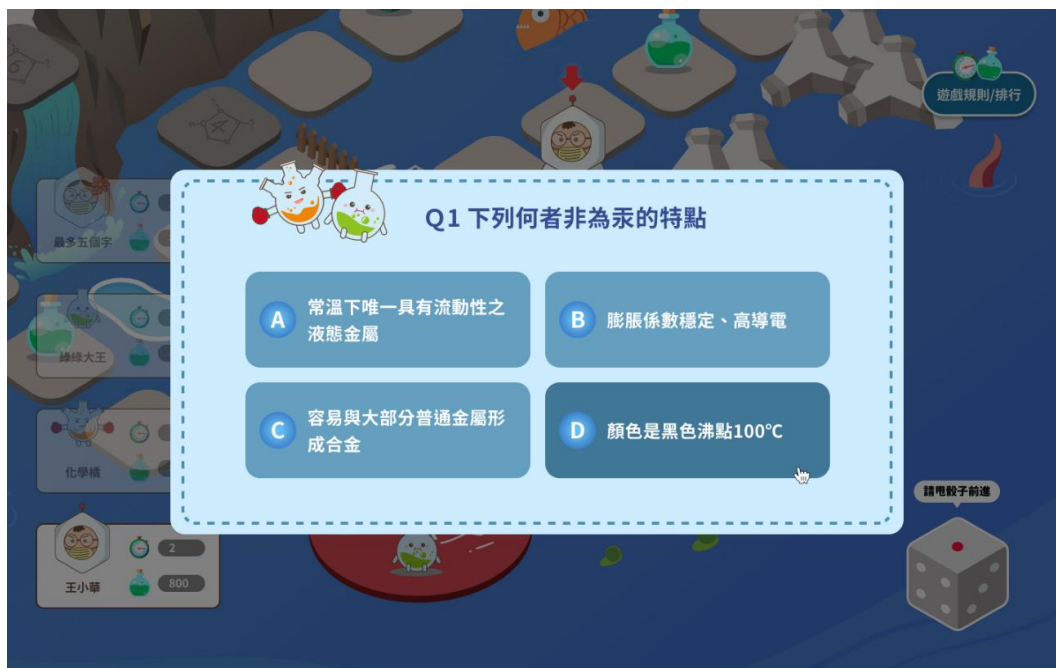 遊戲規則/排行
Q1 下列何者非為汞的特點
A 常溫下唯一具有流動性之
液態金屬
B 膨脹係數穩定、高導電
C 容易與大部分普通金屬形
成合金
D 顏色是黑色沸點100℃
最多五個字
綠綠大王
化學橘
王小華
2
800
請甩骰子前進